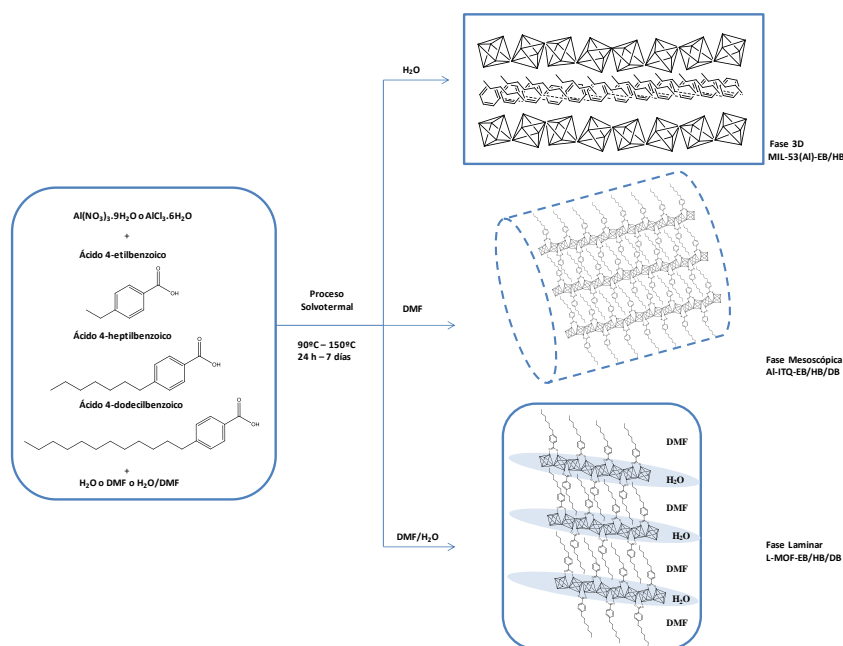 Al(NO₃)₃.9H₂O o AlCl₃.6H₂O
+
Ácido 4-etilbenzoico
O
OH
Ácido 4-heptilbenzoico
O
OH
Ácido 4-dodecilbenzoico
O
OH
+
H₂O o DMF o H₂O/DMF
Proceso
Solvotermal
90ºC – 150ºC
24 h – 7 días
H₂O
DMF
DMF/H₂O
Fase 3D
MIL-53(Al)-EB/HB
Fase Mesoscópica
Al-ITQ-EB/HB/DB
DMF
H₂O
DMF
H₂O
DMF
H₂O
DMF
Fase Laminar
L-MOF-EB/HB/DB